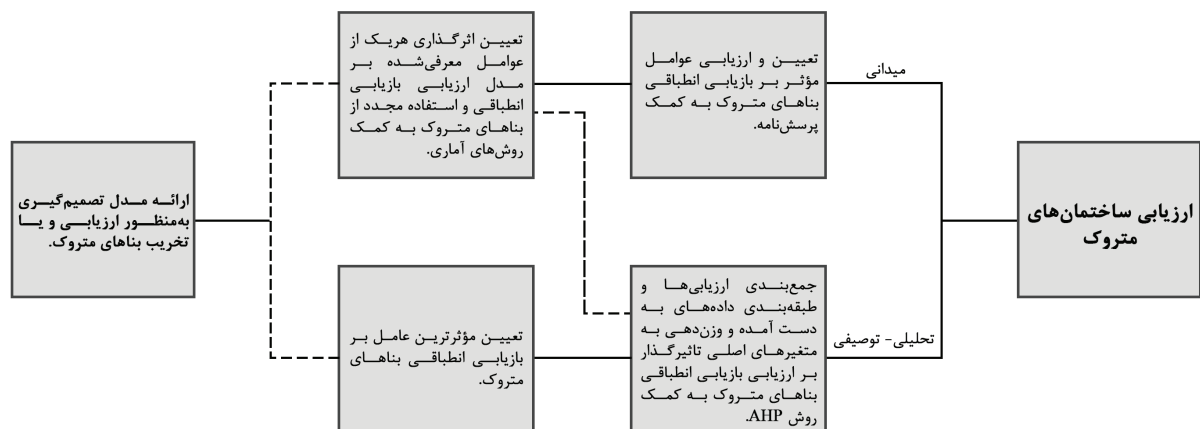 ارزیابی ساختمان‌های
متروک
میدانی
تعیین و ارزیابی عوامل
مؤثر بر بازیابی انطباقی
بناهای متروک به کمک
پرسش‌نامه.
تعیین اثرگذاری هریک از
عوامل معرفی‌شده بر
مدل ارزیابی بازیابی
انطباقی و استفاده مجدد از
بناهای متروک به کمک
روش‌های آماری.
تحلیلی- توصیفی
جمع‌بندی ارزیابی‌ها و
طبقه‌بندی داده‌های به
دست آمده و وزن‌دهی به
متغیرهای اصلی تاثیرگذار
بر ارزیابی بازیابی انطباقی
بناهای متروک به کمک
روش AHP.
تعیین مؤثرترین عامل بر
بازیابی انطباقی بناهای
متروک.
ارائه مدل تصمیم‌گیری
به‌منظور ارزیابی و یا
تخریب بناهای متروک.